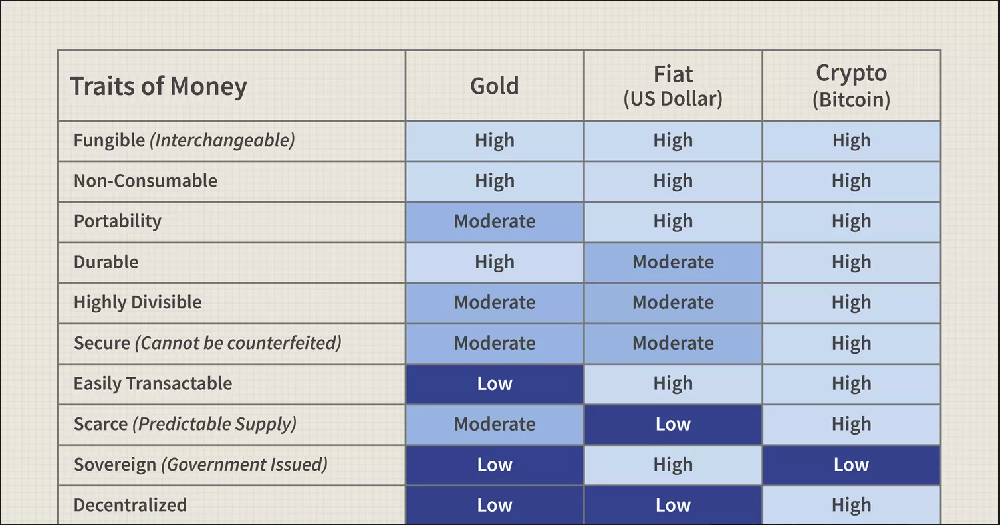 Traits of Money Gold Fiat (US Dollar) Crypto (Bitcoin)
Fungible (Interchangeable) High High High
Non-Consumable High High High
Portability Moderate High High
Durable High Moderate High
Highly Divisible Moderate Moderate High
Secure (Cannot be counterfeited) Moderate Moderate High
Easily Transactable Low High High
Scarce (Predictable Supply) Moderate Low High
Sovereign (Government Issued) Low High Low
Decentralized Low Low High